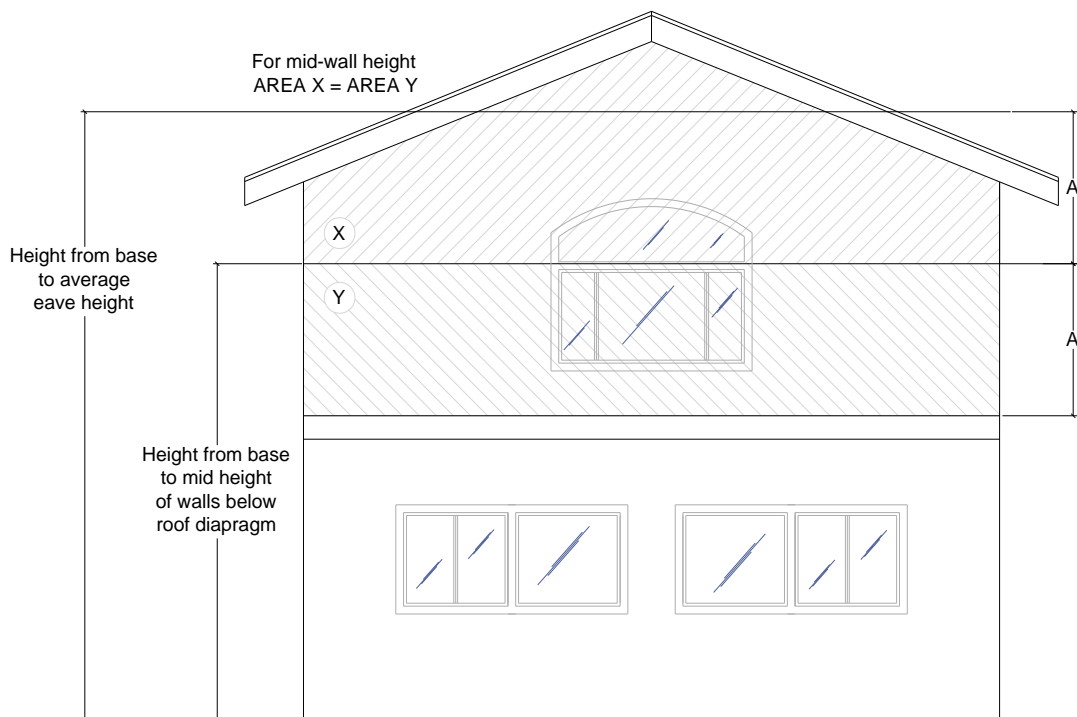 For mid-wall height
AREA X = AREA Y
A
X
Height from base
to average
eave height
Y
A
Height from base
to mid height
of walls below
roof diapragm